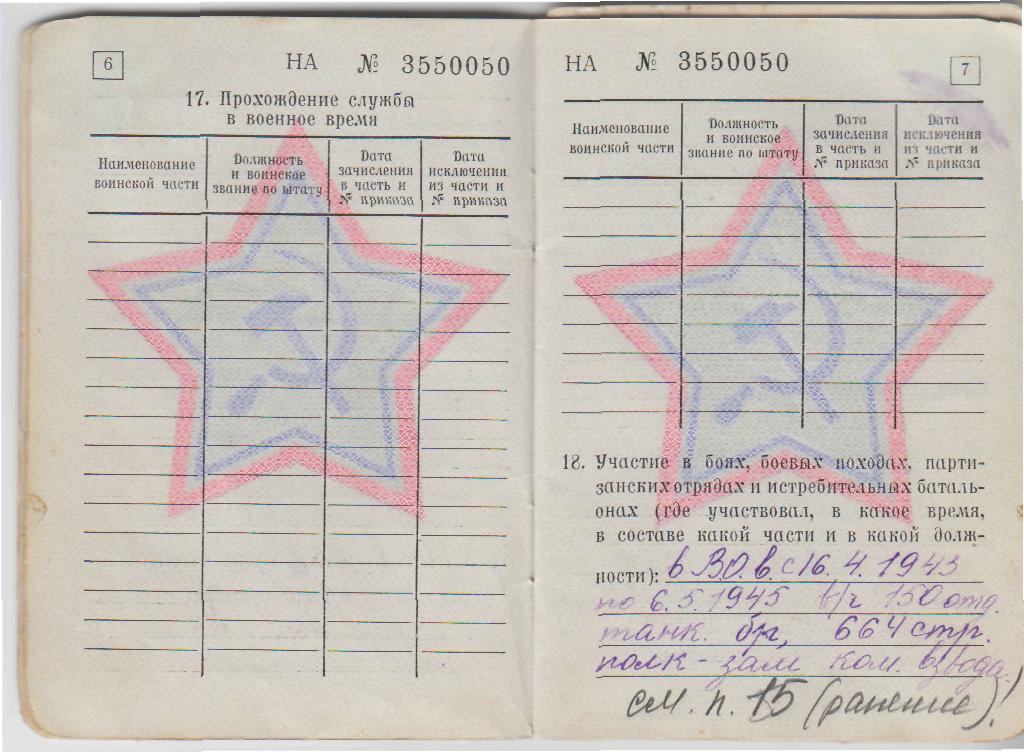 6
НА № 3550050
17. Прохождение службы
в военное время
Наименование
воинской части
Должность
и воинское
звание по штату
Дата
зачисления
в часть и
№ приказа
Дата
исключения
из части и
№ приказа
НА № 3550050
7
Наименование
воинской части
Должность
и воинское
звание по штату
Дата
зачисления
в часть и
№ приказа
Дата
исключения
из части и
№ приказа
18. Участие в боях, боевых походах, парти-
занских отрядах и истребительных баталь-
онах (где участвовал, в какое время,
в составе какой части и в какой долж-
ности): в В.О.в. с 16. 4. 1943
по 6. 5. 1945 в/ч 150 отд.
танк. бр, 664 стр.
полк - зам ком. взвода.
см. п. 15 (ранение)!